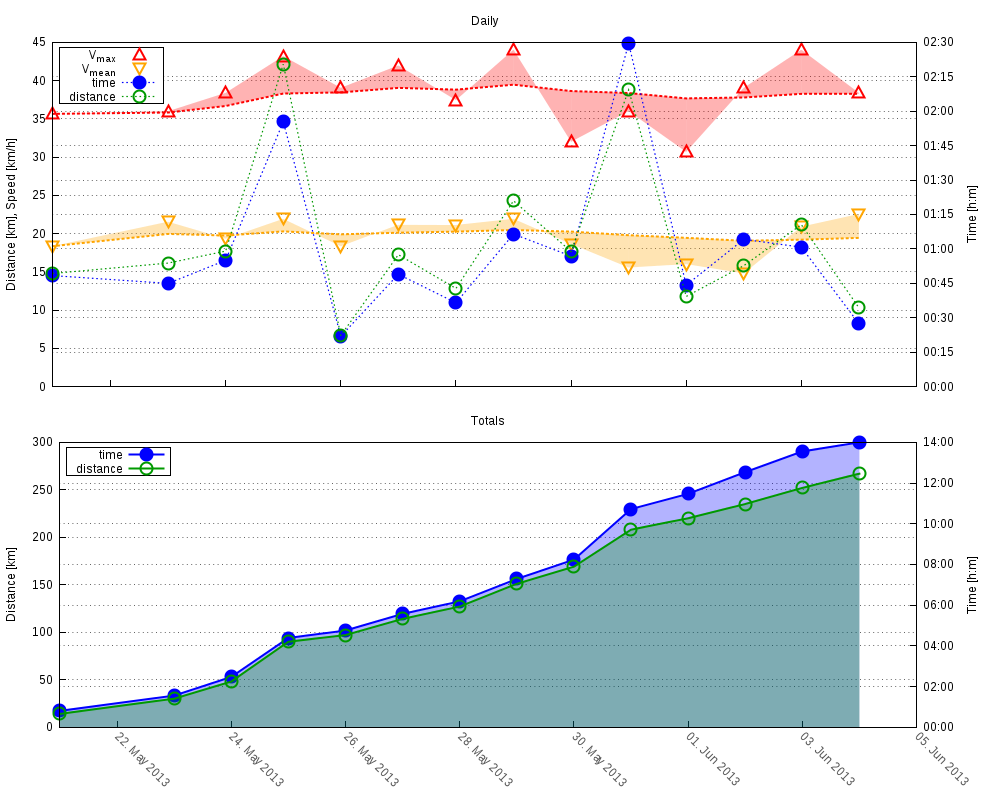 Daily
Distance [km], Speed [km/h]
45
40
35
30
25
20
15
10
5
0
Vmax
Vmean
time
distance
02:30
02:15
02:00
01:45
01:30
01:15
01:00
00:45
00:30
00:15
00:00
Time [h:m]
Totals
Distance [km]
300
250
200
150
100
50
0
time
distance
14:00
12:00
10:00
08:00
06:00
04:00
02:00
00:00
Time [h:m]
22. May 2013
24. May 2013
26. May 2013
28. May 2013
30. May 2013
01. Jun 2013
03. Jun 2013
05. Jun 2013